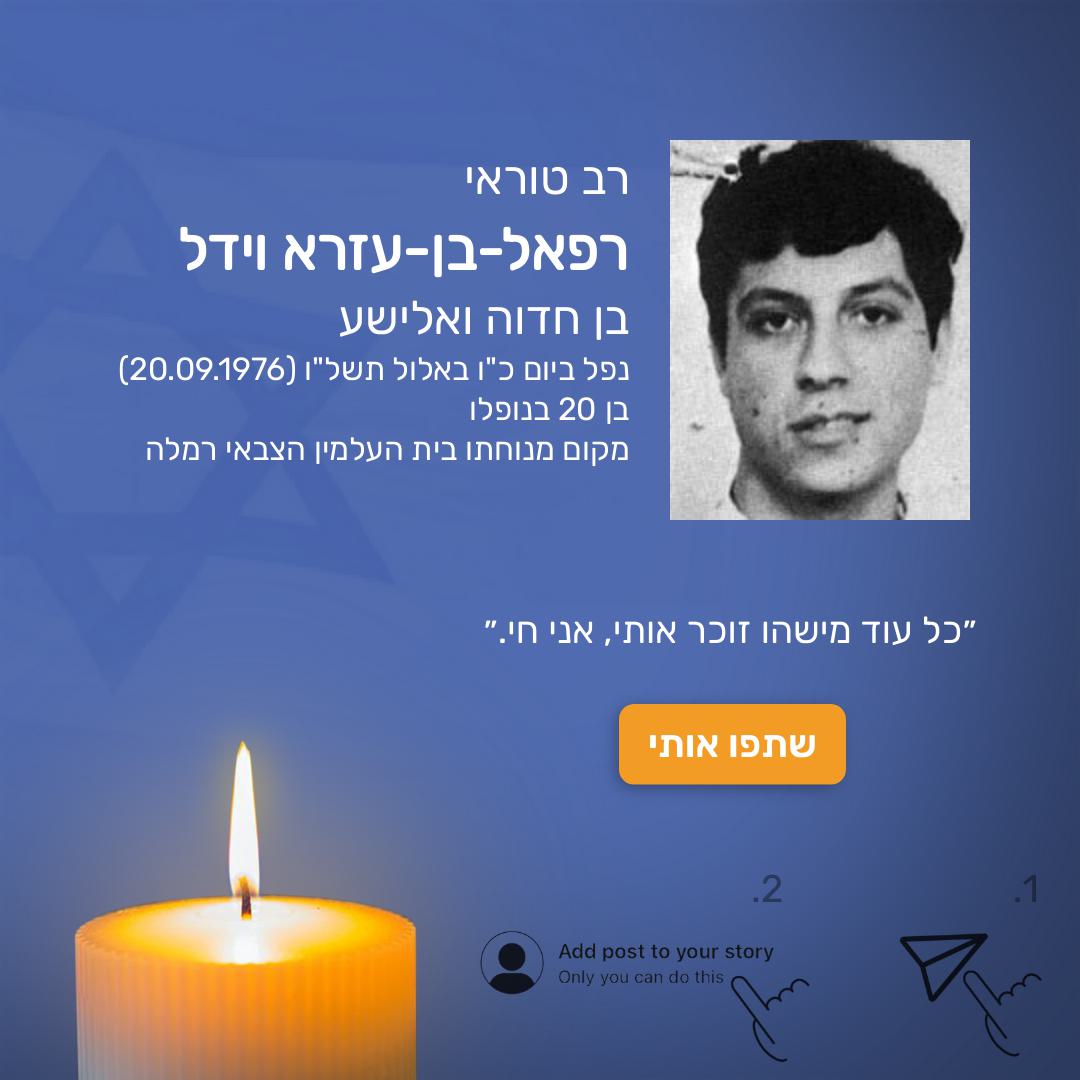 רב טוראי
רפאל-בן-עזרא וידל
בן חדוה ואלישע
נפל ביום כ"ו באלול תשל"ו (20.09.1976)
בן 20 בנופלו
מקום מנוחתו בית העלמין הצבאי רמלה
״כל עוד מישהו זוכר אותי, אני חי.״
שתפו אותי
1.
2.
Add post to your story
Only you can do this